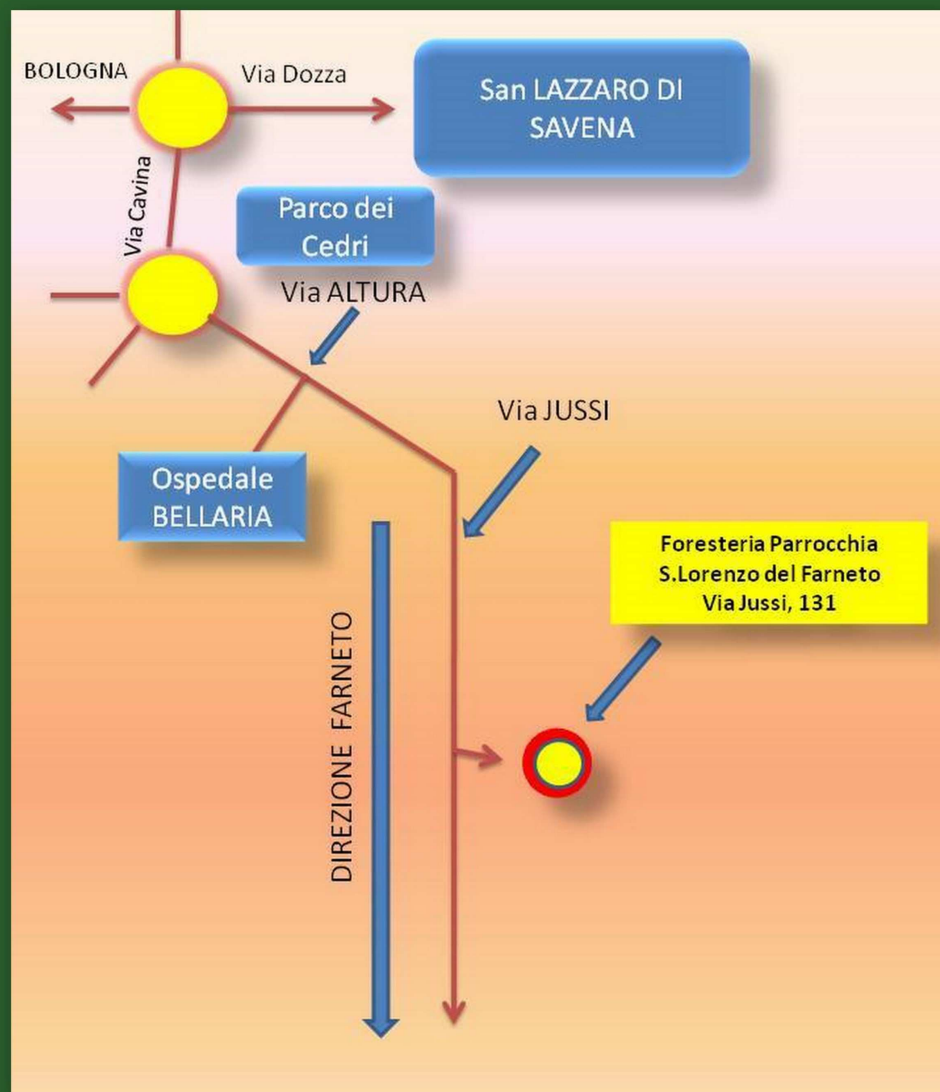 BOLOGNA
Via Dozza
San LAZZARO DI
SAVENA
Via Cavina
Parco dei
Cedri
Via ALTURA
Via JUSSI
Ospedale
BELLARIA
Foresteria Parrocchia
S.Lorenzo del Farneto
Via Jussi, 131
DIREZIONE FARNETO